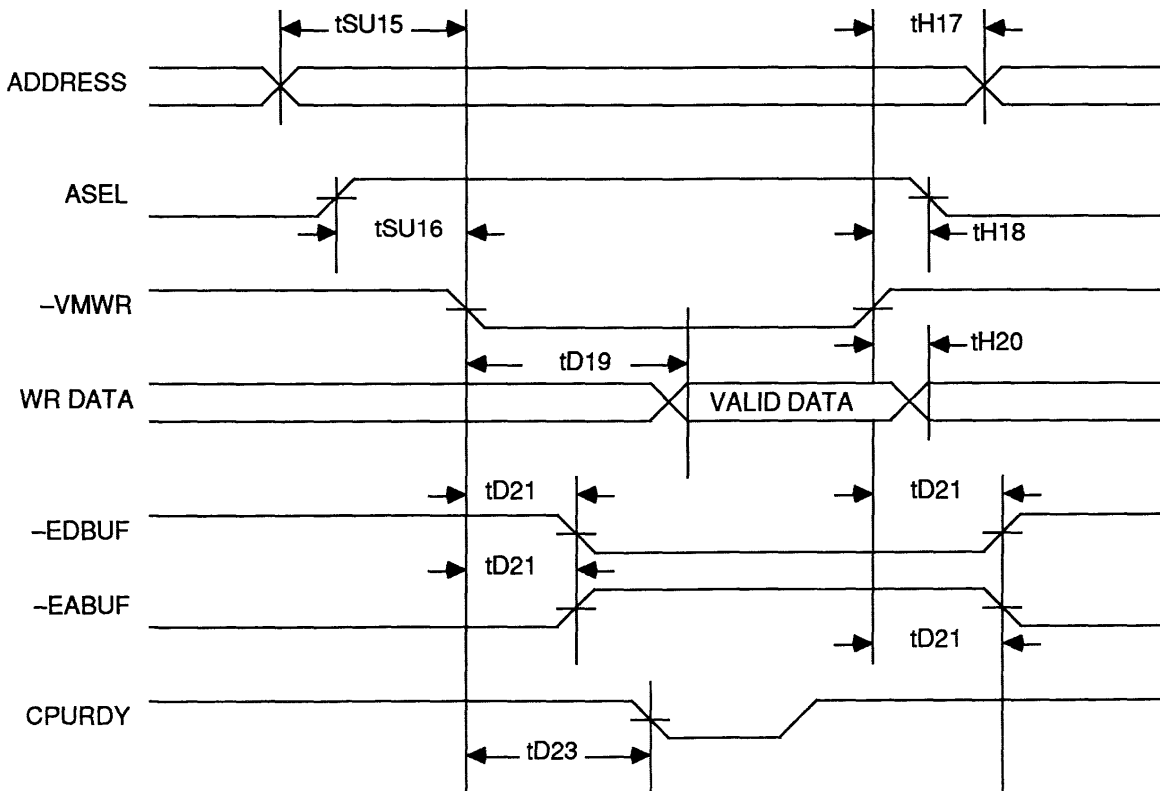 tSU15
tH17
ADDRESS
ASEL
tSU16
tH18
–VMWR
tH20
tD19
WR DATA
VALID DATA
tD21
tD21
–EDBUF
tD21
–EABUF
tD21
CPURDY
tD23